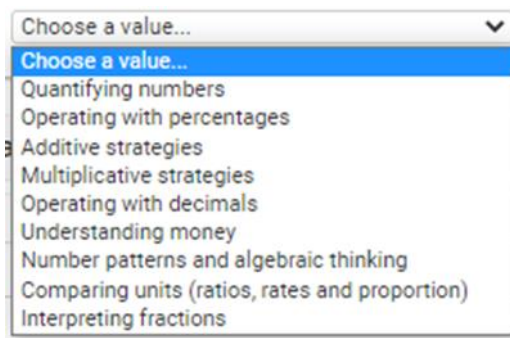 Choose a value...
Choose a value...
Quantifying numbers
Operating with percentages
Additive strategies
Multiplicative strategies
Operating with decimals
Understanding money
Number patterns and algebraic thinking
Comparing units (ratios, rates and proportion)
Interpreting fractions